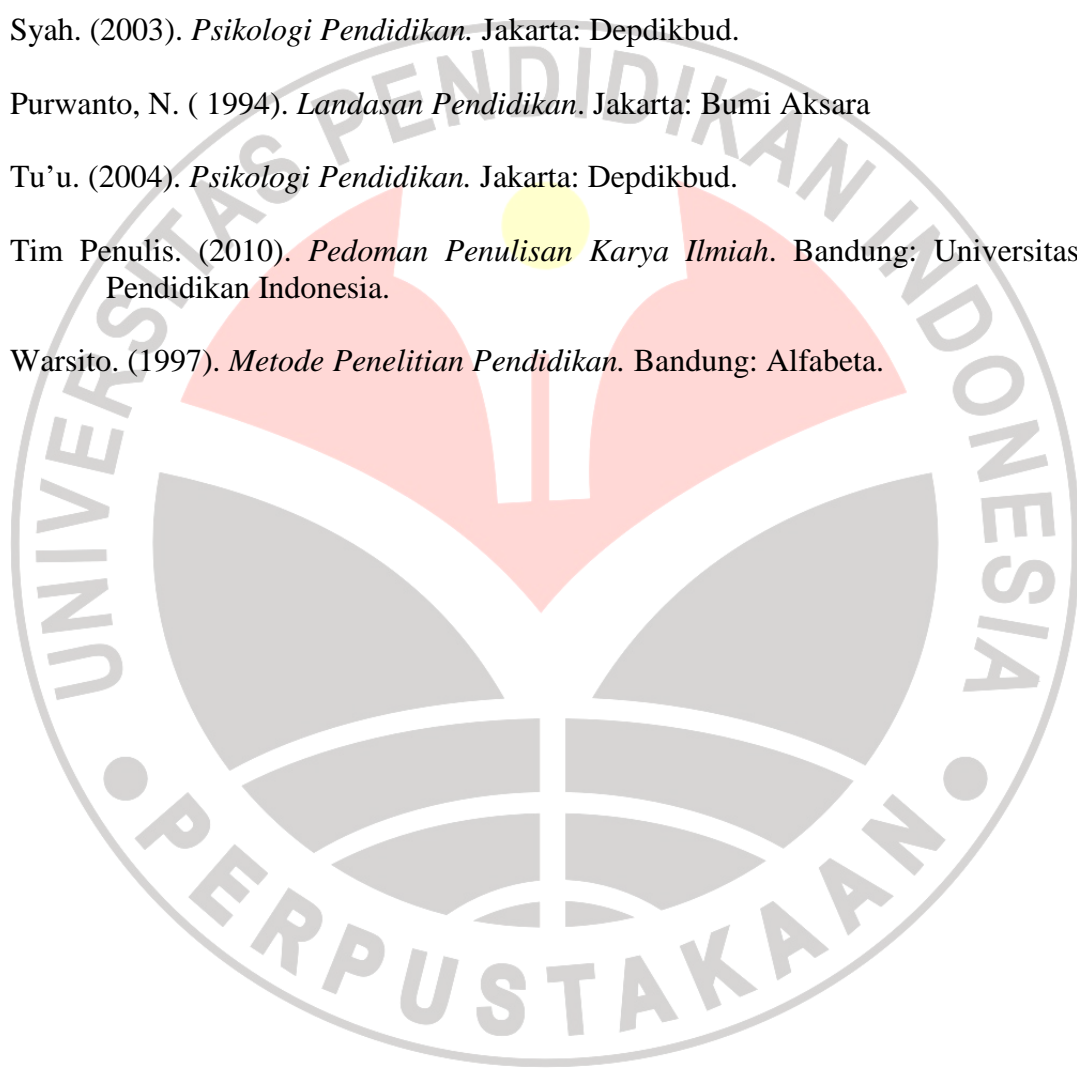 Syah. (2003). Psikologi Pendidikan. Jakarta: Depdikbud.
Purwanto, N. ( 1994). Landasan Pendidikan. Jakarta: Bumi Aksara
Tu’u. (2004). Psikologi Pendidikan. Jakarta: Depdikbud.
Tim Penulis. (2010). Pedoman Penulisan Karya Ilmiah. Bandung: Universitas
Pendidikan Indonesia.
Warsito. (1997). Metode Penelitian Pendidikan. Bandung: Alfabeta.
UNIVERSITAS PENDIDIKAN INDONESIA
PERPUSTAKAAN